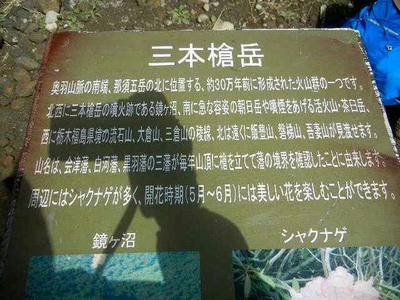 三本槍岳
奥羽山脈の南端、那須五岳の北に位置する、約30万年前に形成された火山群の一つです。
北西に三本槍岳の噴火跡である鏡ヶ沼、南に急な容姿の朝日岳や噴煙をあげる活火山・茶臼岳、
西に栃木福島県境の流石山、大倉山、三倉山の稜線、北は遠くに飯豊山、磐梯山、吾妻山が見渡せます。
山名は、会津藩、白河藩、黒羽藩の三藩が毎年山頂に槍を立てて藩の境界を確認したことに由来します。
周辺にはシャクナゲが多く、開花時期(5月〜6月)には美しい花を楽しむことができます。
鏡ヶ沼
シャクナゲ